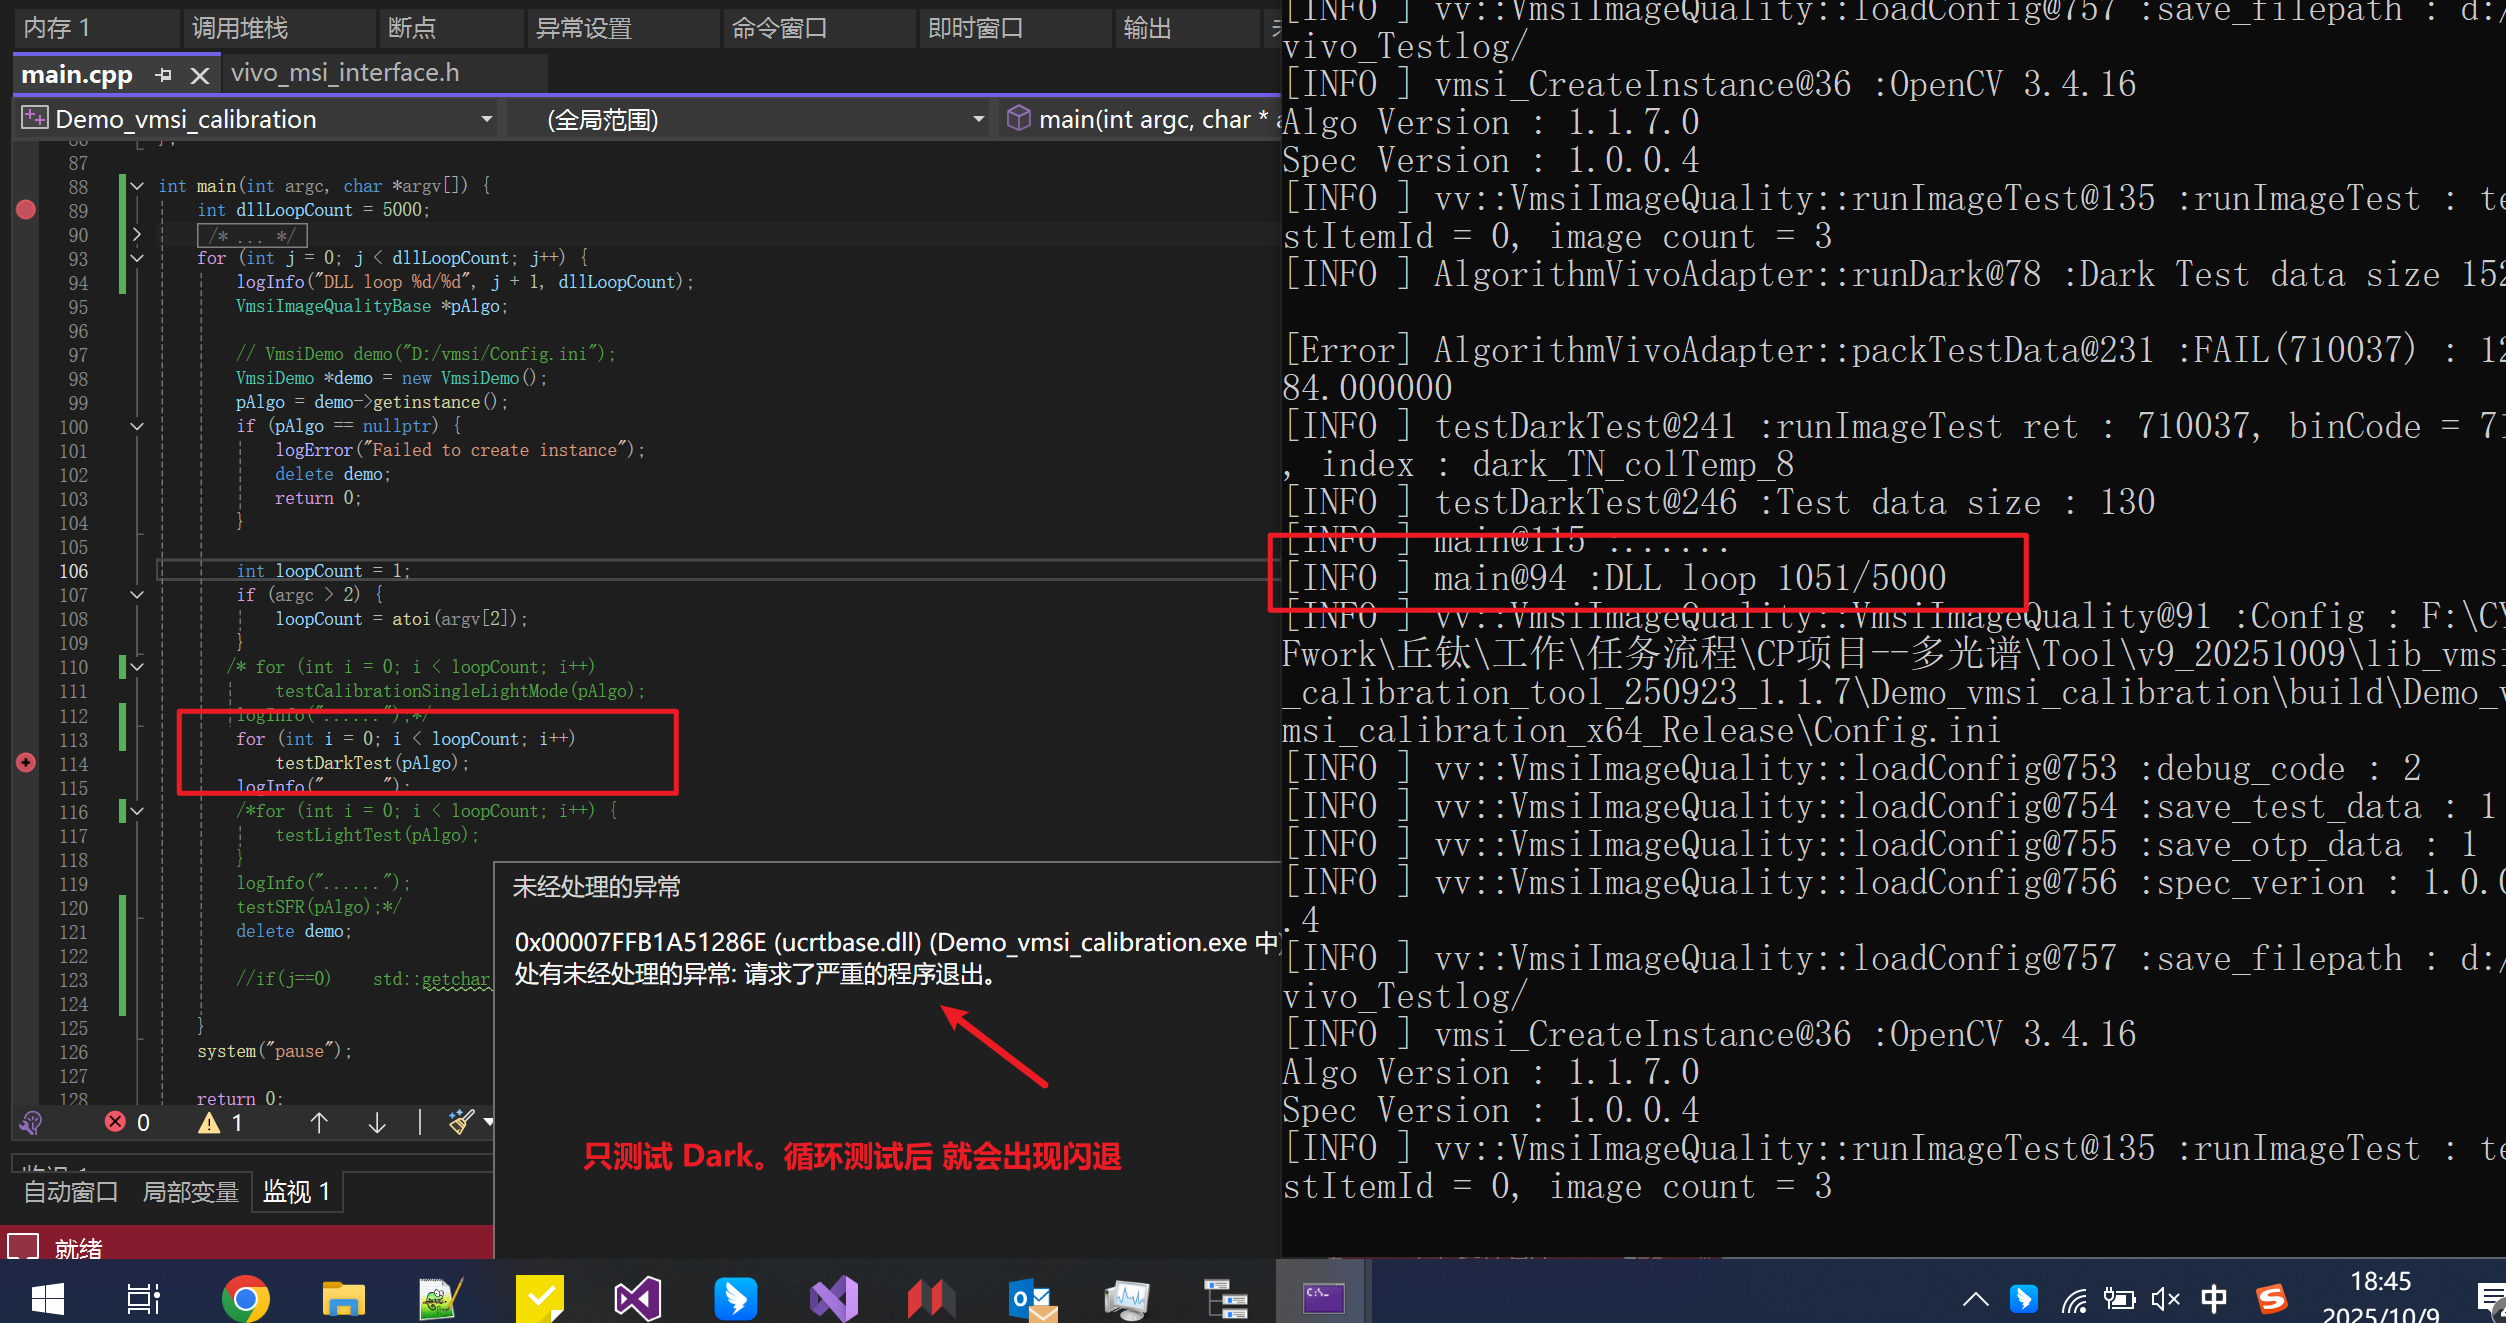 内存 1
调用堆栈
断点
异常设置
命令窗口
即时窗口
输出
main.cpp
vivo_msi_interface.h
Demo_vmsi_calibration
(全局范围)
main(int argc, char *
87
88 int main(int argc, char *argv[]) {
89 int dllLoopCount = 5000;
90 /* ... */
93 for (int j = 0; j < dllLoopCount; j++) {
94 logInfo("DLL loop %d/%d", j + 1, dllLoopCount);
95 VmsiImageQualityBase *pAlgo;
96
97 // VmsiDemo demo("D:/vmsi/Config.ini");
98 VmsiDemo *demo = new VmsiDemo();
99 pAlgo = demo->getinstance();
100 if (pAlgo == nullptr) {
101 logError("Failed to create instance");
102 delete demo;
103 return 0;
104 }
105
106 int loopCount = 1;
107 if (argc > 2) {
108 loopCount = atoi(argv[2]);
109 }
110 /* for (int i = 0; i < loopCount; i++)
111 testCalibrationSingleLightMode(pAlgo);
112 logInfo("......");*/
113 for (int i = 0; i < loopCount; i++)
114 testDarkTest(pAlgo);
115 logInfo("      ");
116 /*for (int i = 0; i < loopCount; i++) {
117 testLightTest(pAlgo);
118 }
119 logInfo("......");
120 testSFR(pAlgo);*/
121 delete demo;
122
123 //if(j==0) std::getchar
124
125 }
126 system("pause");
127
128 return 0;
0
1
监视 1
自动窗口
局部变量
监视 1
就绪
未经处理的异常
0x00007FFB1A51286E (ucrtbase.dll) (Demo_vmsi_calibration.exe 中)
处有未经处理的异常: 请求了严重的程序退出。
只测试 Dark。循环测试后 就会出现闪退
[INFO ] vv::VmsiImageQuality::loadConfig@757 :save_filepath : d:/
vivo_Testlog/
[INFO ] vmsi_CreateInstance@36 :OpenCV 3.4.16
Algo Version : 1.1.7.0
Spec Version : 1.0.0.4
[INFO ] vv::VmsiImageQuality::runImageTest@135 :runImageTest : te
stItemId = 0, image count = 3
[INFO ] AlgorithmVivoAdapter::runDark@78 :Dark Test data size 152
[Error] AlgorithmVivoAdapter::packTestData@231 :FAIL(710037) : 12
84.000000
[INFO ] testDarkTest@241 :runImageTest ret : 710037, binCode = 71
, index : dark_TN_colTemp_8
[INFO ] testDarkTest@246 :Test data size : 130
[INFO ] main@115 :.......
[INFO ] main@94 :DLL loop 1051/5000
[INFO ] vv::VmsiImageQuality::VmsiImageQuality@91 :Config : F:\CY
Fwork\丘钛\工作\任务流程\CP项目--多光谱\Tool\v9_20251009\lib_vmsi
_calibration_tool_250923_1.1.7\Demo_vmsi_calibration\build\Demo_v
msi_calibration_x64_Release\Config.ini
[INFO ] vv::VmsiImageQuality::loadConfig@753 :debug_code : 2
[INFO ] vv::VmsiImageQuality::loadConfig@754 :save_test_data : 1
[INFO ] vv::VmsiImageQuality::loadConfig@755 :save_otp_data : 1
[INFO ] vv::VmsiImageQuality::loadConfig@756 :spec_verion : 1.0.0
.4
[INFO ] vv::VmsiImageQuality::loadConfig@757 :save_filepath : d:/
vivo_Testlog/
[INFO ] vmsi_CreateInstance@36 :OpenCV 3.4.16
Algo Version : 1.1.7.0
Spec Version : 1.0.0.4
[INFO ] vv::VmsiImageQuality::runImageTest@135 :runImageTest : te
stItemId = 0, image count = 3
中
18:45
2025/10/9